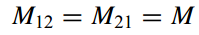 M₁₂ = M₂₁ = M